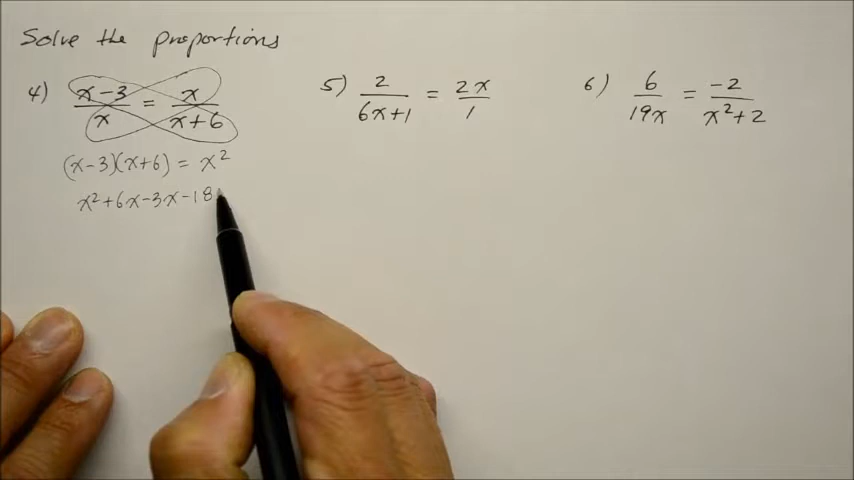 Solve the proportions
4) (x-3)/x = x/(x+6)
(x-3)(x+6) = x²
x²+6x-3x-18
5) 2/(6x+1) = 2x/1
6) 6/(19x) = -2/(x²+2)